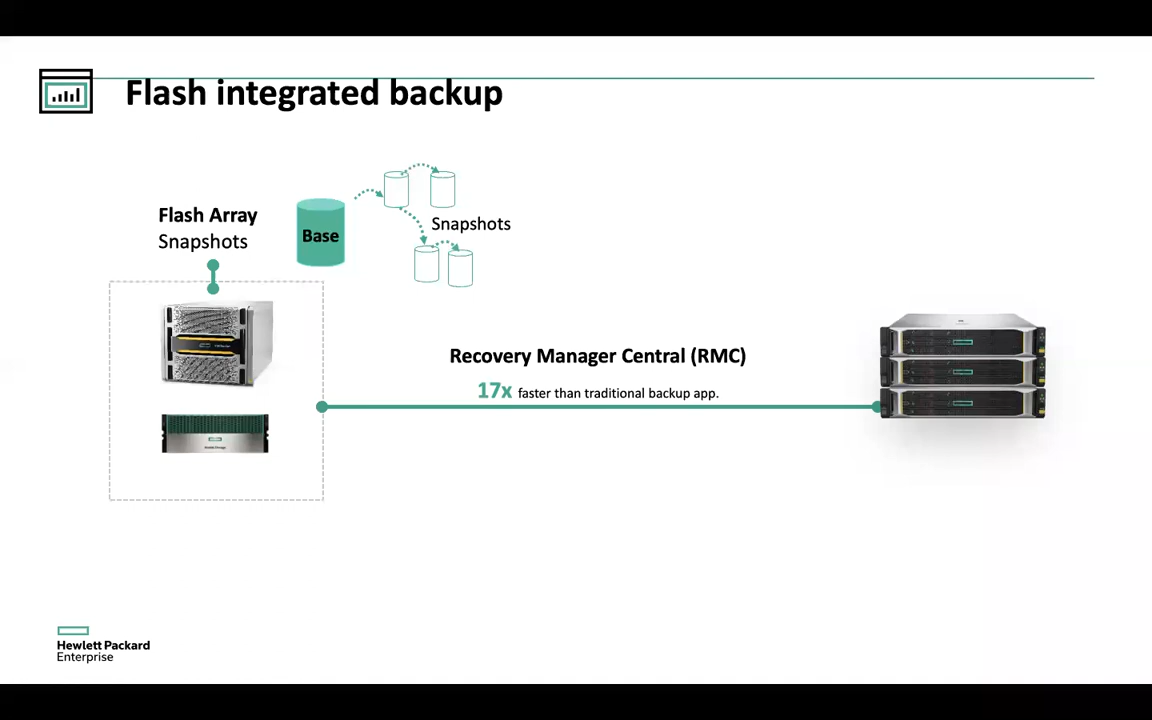 Flash integrated backup
Flash Array
Snapshots
Base
Snapshots
Recovery Manager Central (RMC)
17x faster than traditional backup app.
Hewlett Packard
Enterprise